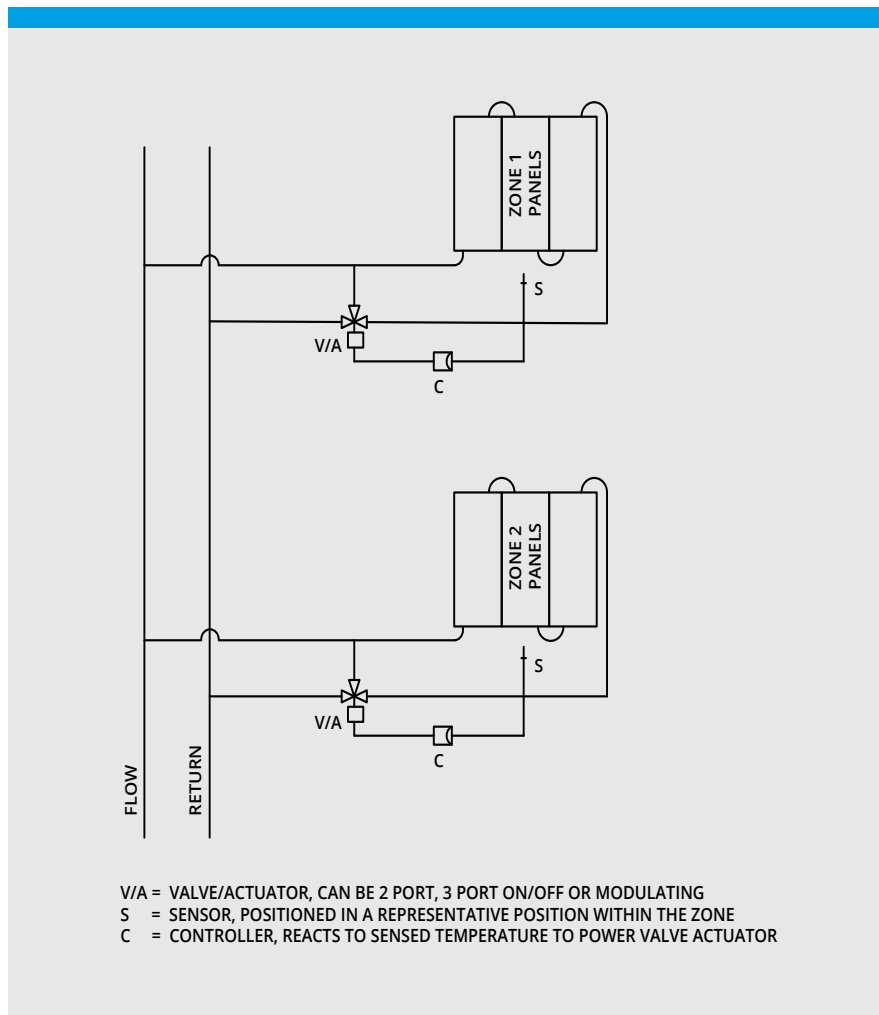 ZONE 1
PANELS
S
V/A
C
ZONE 2
PANELS
S
V/A
C
FLOW
RETURN
V/A = VALVE/ACTUATOR, CAN BE 2 PORT, 3 PORT ON/OFF OR MODULATING
S = SENSOR, POSITIONED IN A REPRESENTATIVE POSITION WITHIN THE ZONE
C = CONTROLLER, REACTS TO SENSED TEMPERATURE TO POWER VALVE ACTUATOR